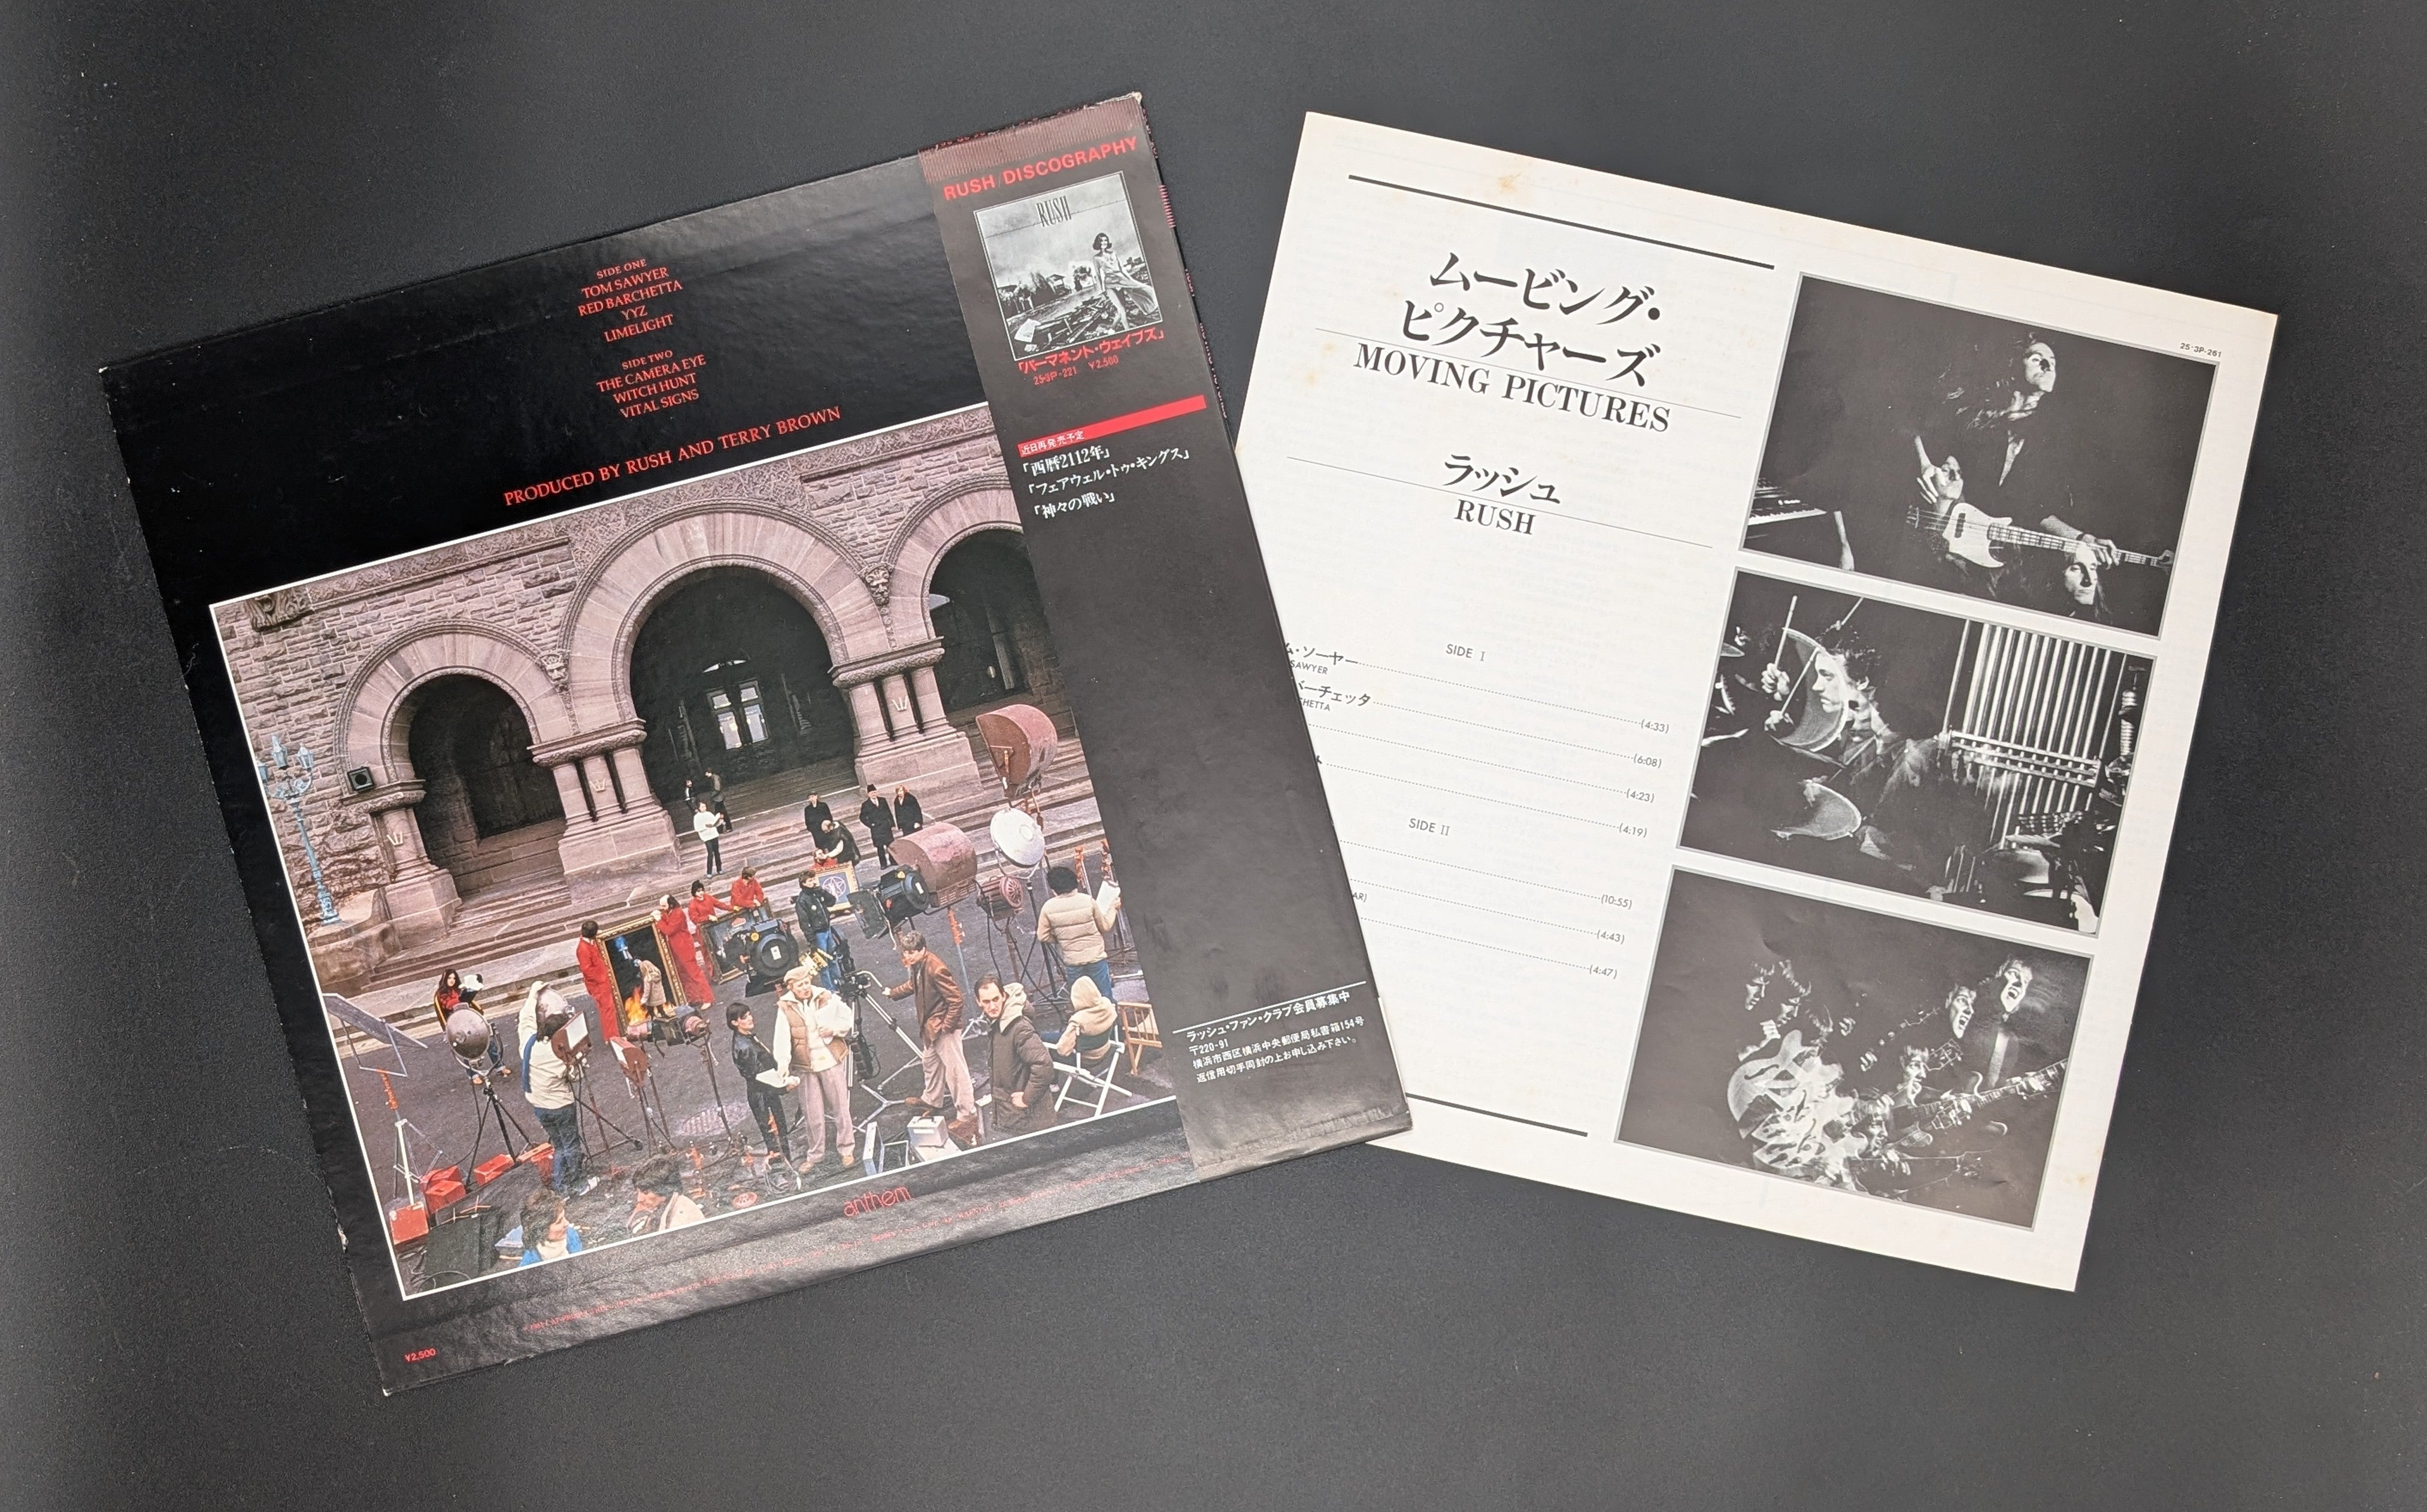 SIDE ONE
TOM SAWYER
RED BARCHETTA
YYZ
LIMELIGHT
SIDE TWO
THE CAMERA EYE
WITCH HUNT
VITAL SIGNS
PRODUCED BY RUSH AND TERRY BROWN
anthem
¥2,500
RUSH/DISCOGRAPHY
RUSH
「パーマネント・ウェイブス」
25·3P-221 ¥2,500
近日再発売予定
「西暦2112年」
「フェアウェル・トゥ・キングス」
「神々の戦い」
ラッシュ・ファン・クラブ会員募集中
〒220-91
横浜市西区横浜中央郵便局私書箱154号
返信用切手同封の上お申し込み下さい。
25·3P-261
ムービング・
ピクチャーズ
MOVING PICTURES
ラッシュ
RUSH
SIDE I
ム・ソーヤー
SAWYER
(4:33)
バーチェッタ
HETTA
(6:08)
(4:23)
ト
(4:19)
SIDE II
(10:55)
AR)
(4:43)
(4:47)